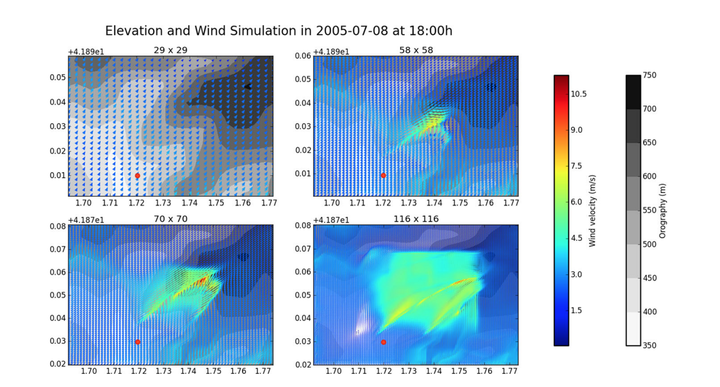 Elevation and Wind Simulation in 2005-07-08 at 18:00h
29 x 29
+4.189e1
0.05
0.04
0.03
0.02
0.01
1.70 1.71 1.72 1.73 1.74 1.75 1.76 1.77
58 x 58
+4.189e1
0.06
0.05
0.04
0.03
0.02
0.01
1.70 1.71 1.72 1.73 1.74 1.75 1.76 1.77
70 x 70
+4.187e1
0.08
0.07
0.06
0.05
0.04
0.03
0.02
1.70 1.71 1.72 1.73 1.74 1.75 1.76 1.77
116 x 116
+4.187e1
0.08
0.07
0.06
0.05
0.04
0.03
0.02
1.70 1.71 1.72 1.73 1.74 1.75 1.76 1.77
10.5
9.0
7.5
6.0
4.5
3.0
1.5
Wind velocity (m/s)
750
700
650
600
550
500
450
400
350
Orography (m)